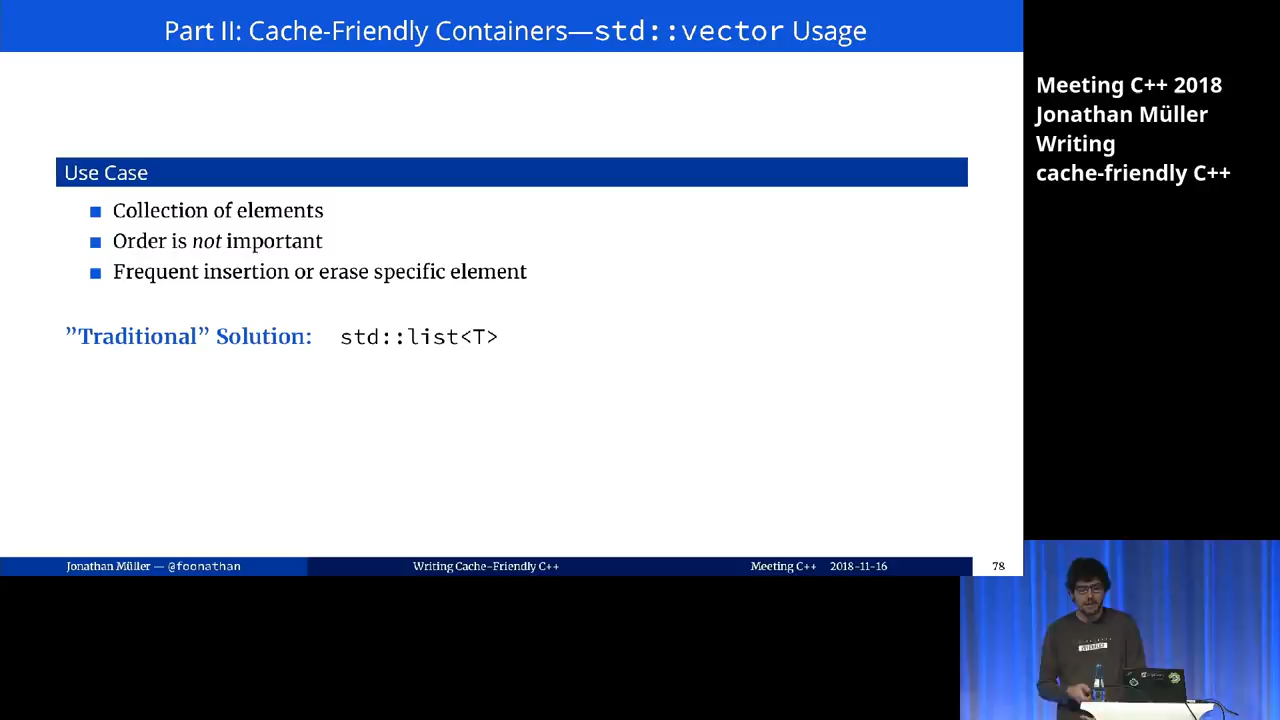 Part II: Cache-Friendly Containers—std::vector Usage
Use Case
Collection of elements
Order is not important
Frequent insertion or erase specific element
”Traditional” Solution: std::list<T>
Jonathan Müller — @foonathan Writing Cache-Friendly C++ Meeting C++ 2018-11-16 78
Meeting C++ 2018
Jonathan Müller
Writing
cache-friendly C++